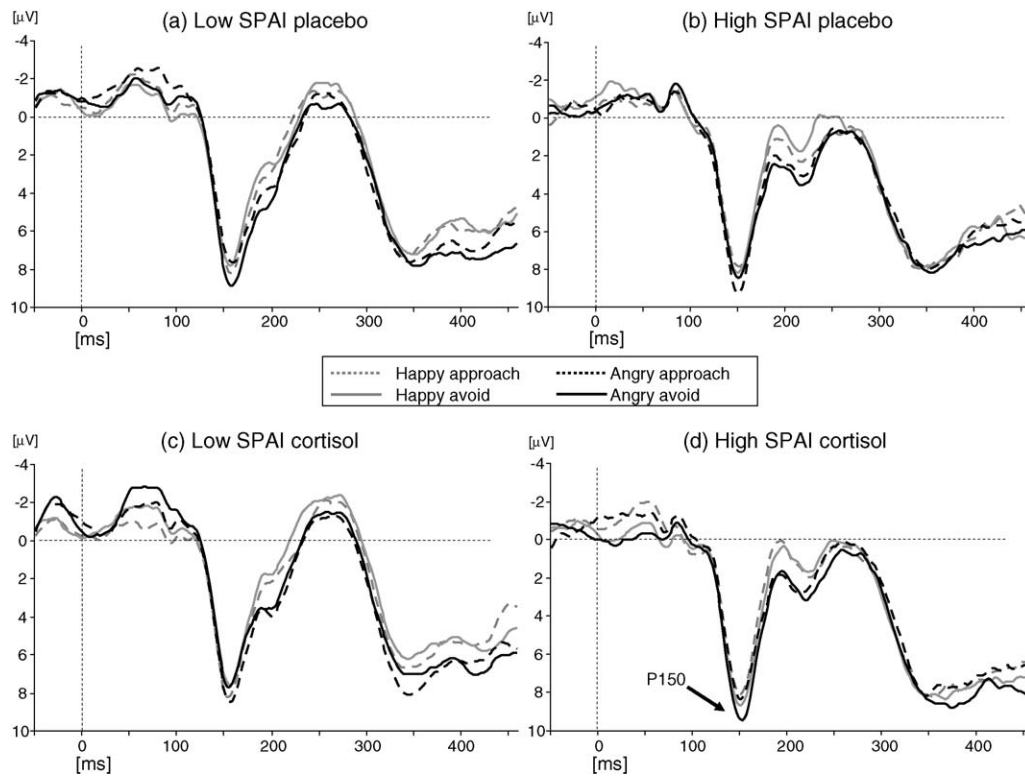 [µV] (a) Low SPAI placebo (b) High SPAI placebo
-4 -4
-2 -2
0 0
2 2
4 4
6 6
8 8
10 10
0 100 200 300 400 0 100 200 300 400
[ms] [ms]
Happy approach Angry approach
Happy avoid Angry avoid
[µV] (c) Low SPAI cortisol [µV] (d) High SPAI cortisol
-4 -4
-2 -2
0 0
2 2
4 4
6 6
P150
8 8
10 10
0 100 200 300 400 0 100 200 300 400
[ms] [ms]